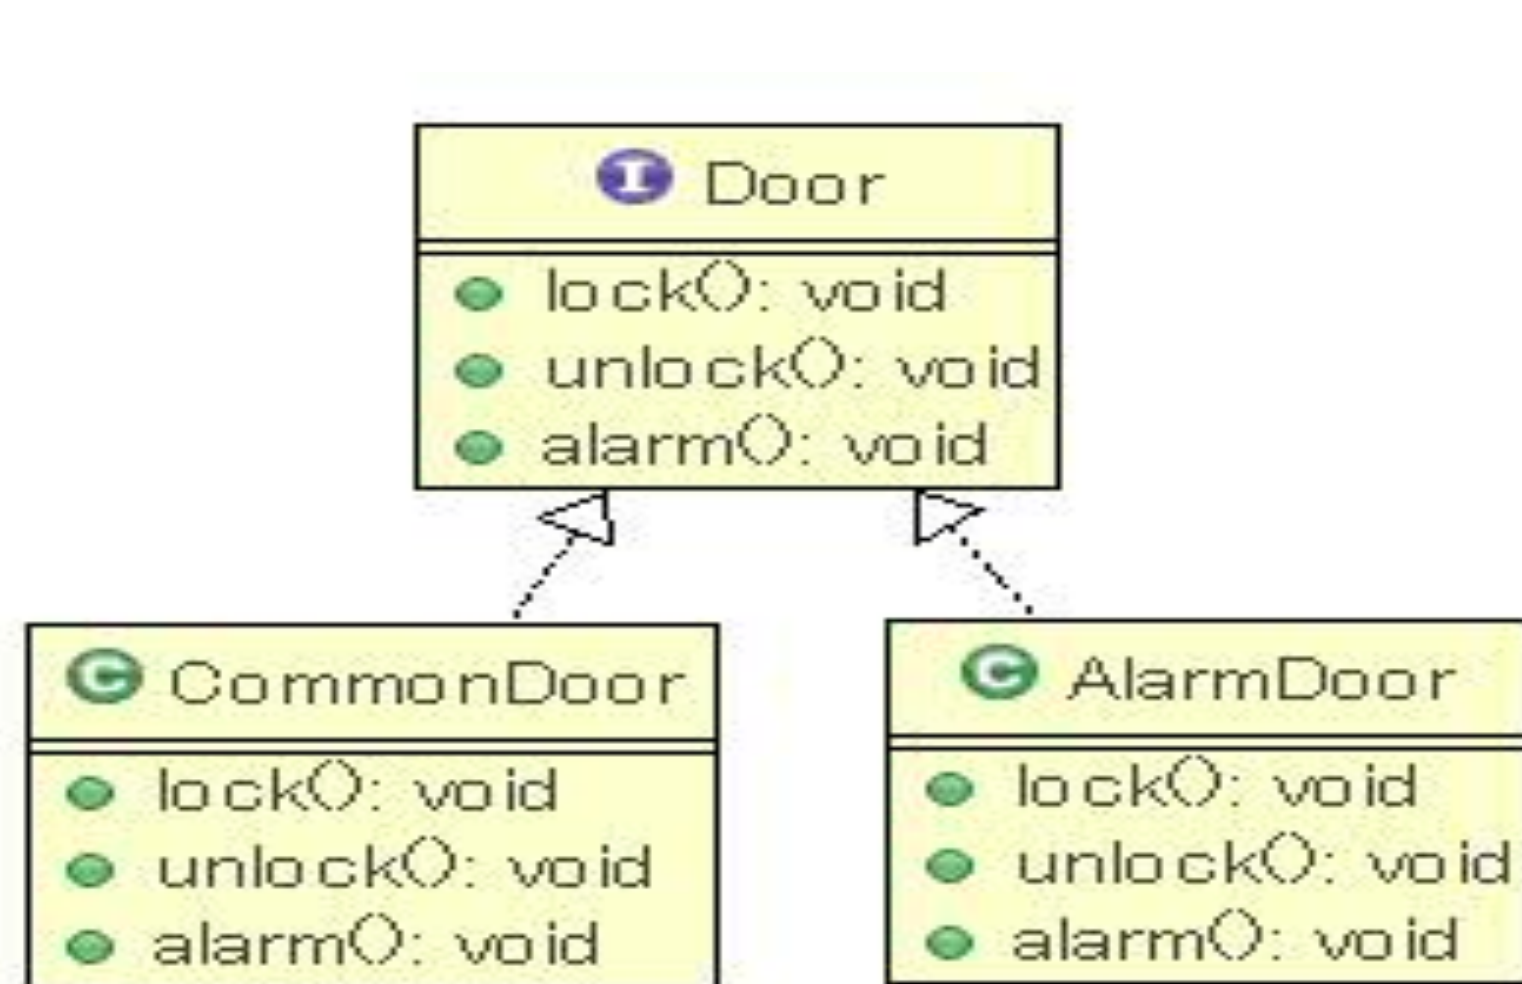 I Door
lock(): void
unlock(): void
alarm(): void
C CommonDoor
lock(): void
unlock(): void
alarm(): void
C AlarmDoor
lock(): void
unlock(): void
alarm(): void